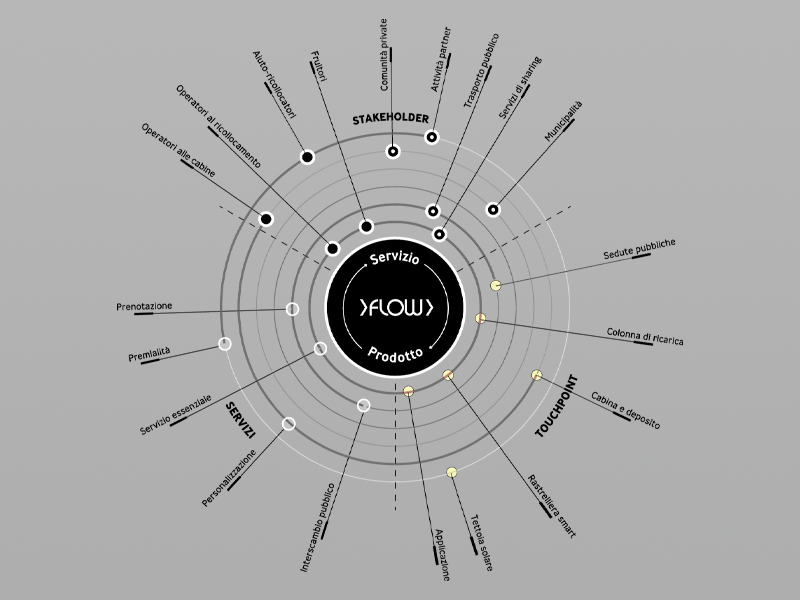 Comunità private
Attività partner
Trasporto pubblico
Servizi di sharing
Municipalità
Fruitori
Aiuto-ricollocatori
Operatori al ricollocamento
Operatori alle cabine
STAKEHOLDER
Servizio
>FLOW>
Prodotto
Sedute pubbliche
Colonna di ricarica
Cabina e deposito
TOUCHPOINT
Rastrelliera smart
Tettoia solare
Applicazione
Prenotazione
Premialità
Servizio essenziale
SERVIZI
Personalizzazione
Interscambio pubblico